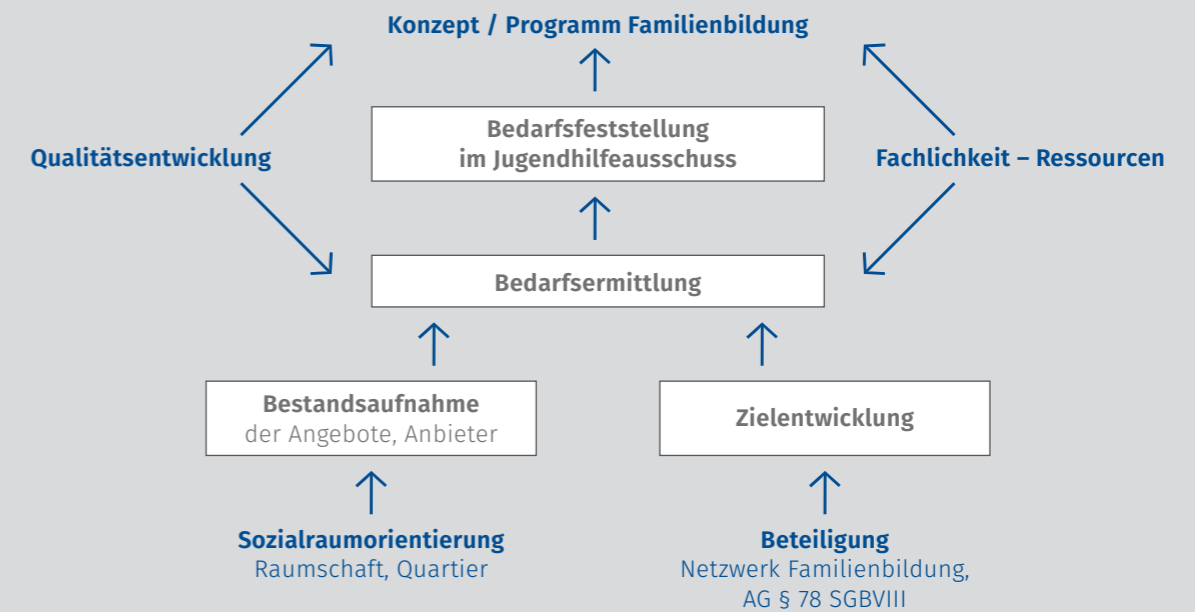 Konzept / Programm Familienbildung
Bedarfsfeststellung
im Jugendhilfeausschuss
Qualitätsentwicklung
Fachlichkeit – Ressourcen
Bedarfsermittlung
Bestandsaufnahme
der Angebote, Anbieter
Zielentwicklung
Sozialraumorientierung
Raumschaft, Quartier
Beteiligung
Netzwerk Familienbildung,
AG § 78 SGBVIII